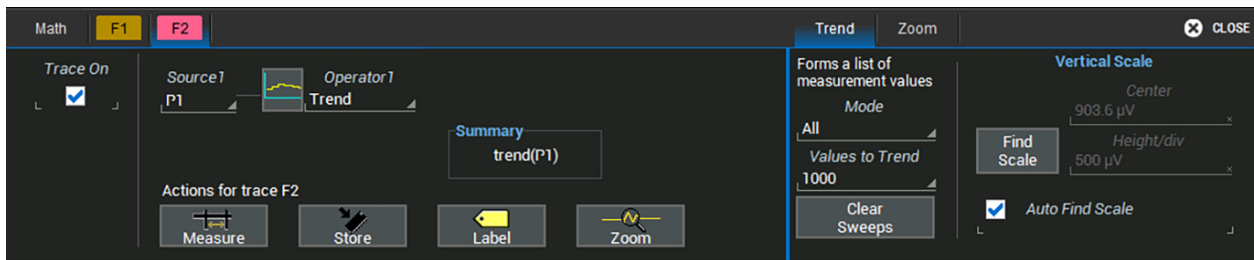 Math F1 F2 Trend Zoom CLOSE
Trace On
Source1 Operator1
P1 Trend
Summary
trend(P1)
Actions for trace F2
Measure Store Label Zoom
Forms a list of
measurement values
Mode
All
Values to Trend
1000
Clear
Sweeps
Vertical Scale
Center
903.6 µV
Find
Scale
Height/div
500 µV
Auto Find Scale